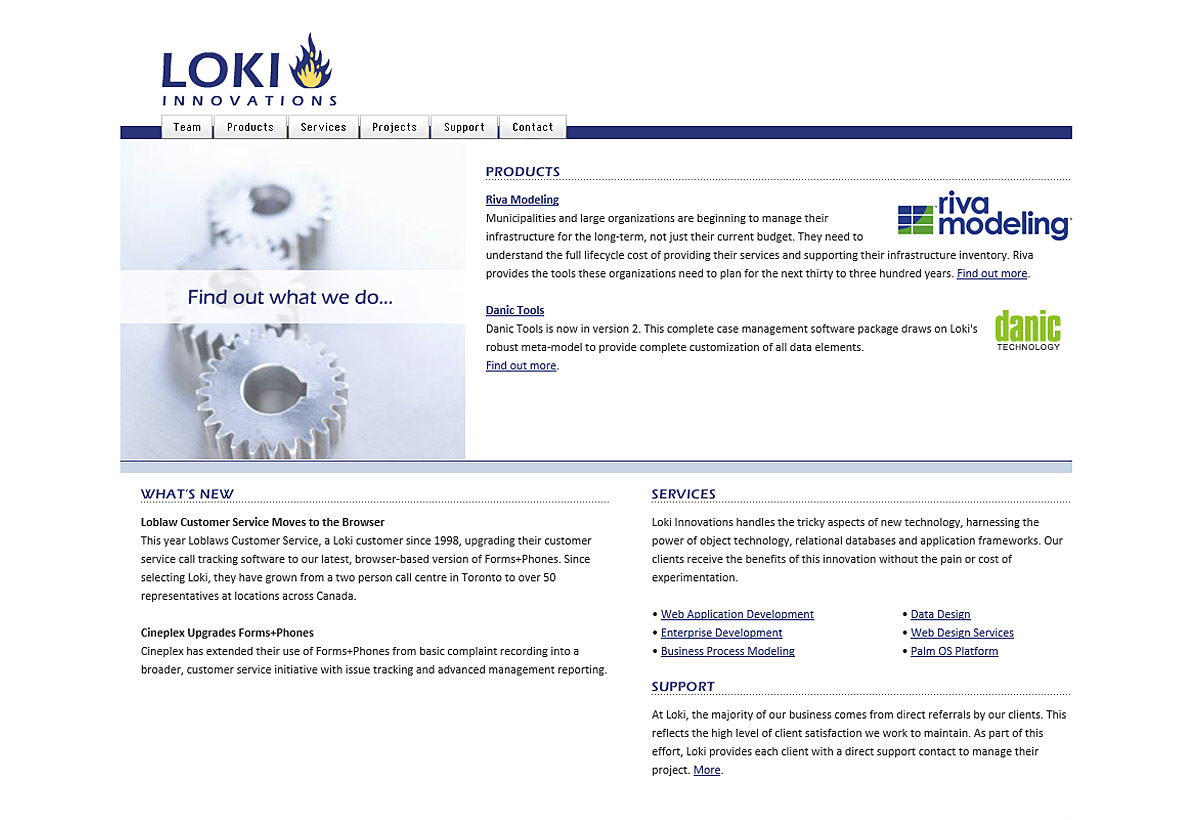 LOKI
INNOVATIONS
Team Products Services Projects Support Contact
Find out what we do...
PRODUCTS
Riva Modeling
Municipalities and large organizations are beginning to manage their
infrastructure for the long-term, not just their current budget. They need to
understand the full lifecycle cost of providing their services and supporting their infrastructure inventory. Riva
provides the tools these organizations need to plan for the next thirty to three hundred years. Find out more.
riva
modeling
Danic Tools
Danic Tools is now in version 2. This complete case management software package draws on Loki's
robust meta-model to provide complete customization of all data elements.
Find out more.
danic
TECHNOLOGY
WHAT'S NEW
Loblaw Customer Service Moves to the Browser
This year Loblaws Customer Service, a Loki customer since 1998, upgrading their customer
service call tracking software to our latest, browser-based version of Forms+Phones. Since
selecting Loki, they have grown from a two person call centre in Toronto to over 50
representatives at locations across Canada.
Cineplex Upgrades Forms+Phones
Cineplex has extended their use of Forms+Phones from basic complaint recording into a
broader, customer service initiative with issue tracking and advanced management reporting.
SERVICES
Loki Innovations handles the tricky aspects of new technology, harnessing the
power of object technology, relational databases and application frameworks. Our
clients receive the benefits of this innovation without the pain or cost of
experimentation.
• Web Application Development
• Enterprise Development
• Business Process Modeling
• Data Design
• Web Design Services
• Palm OS Platform
SUPPORT
At Loki, the majority of our business comes from direct referrals by our clients. This
reflects the high level of client satisfaction we work to maintain. As part of this
effort, Loki provides each client with a direct support contact to manage their
project. More.